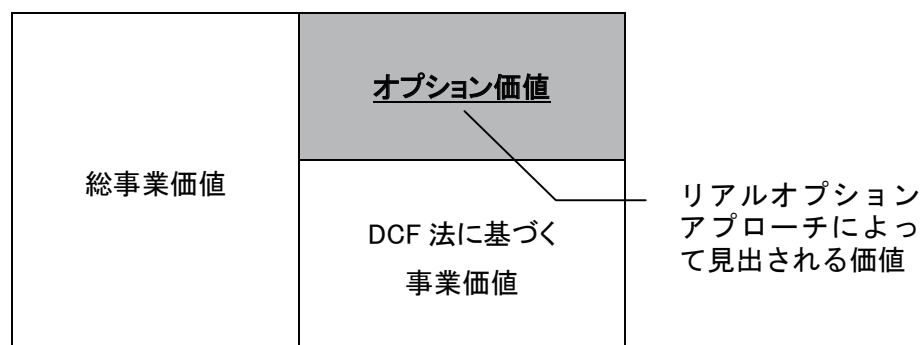 オプション価値
総事業価値
DCF 法に基づく
事業価値
リアルオプション
アプローチによっ
て見出される価値